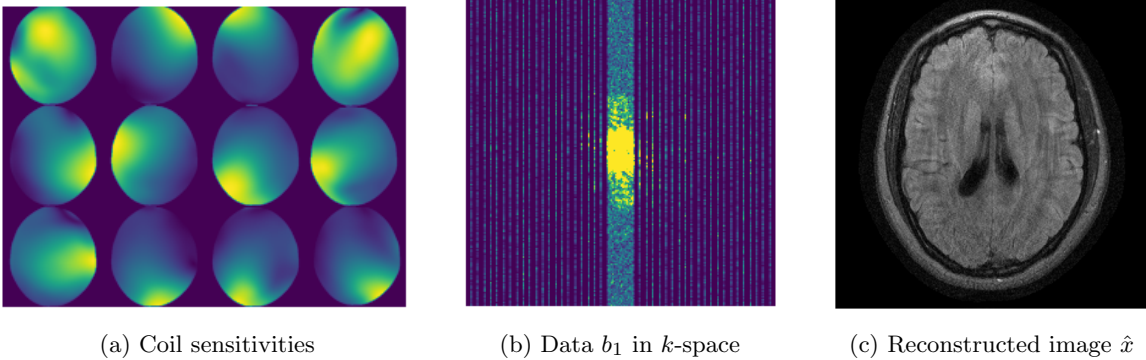 (a) Coil sensitivities
(b) Data b₁ in k-space
(c) Reconstructed image x̂